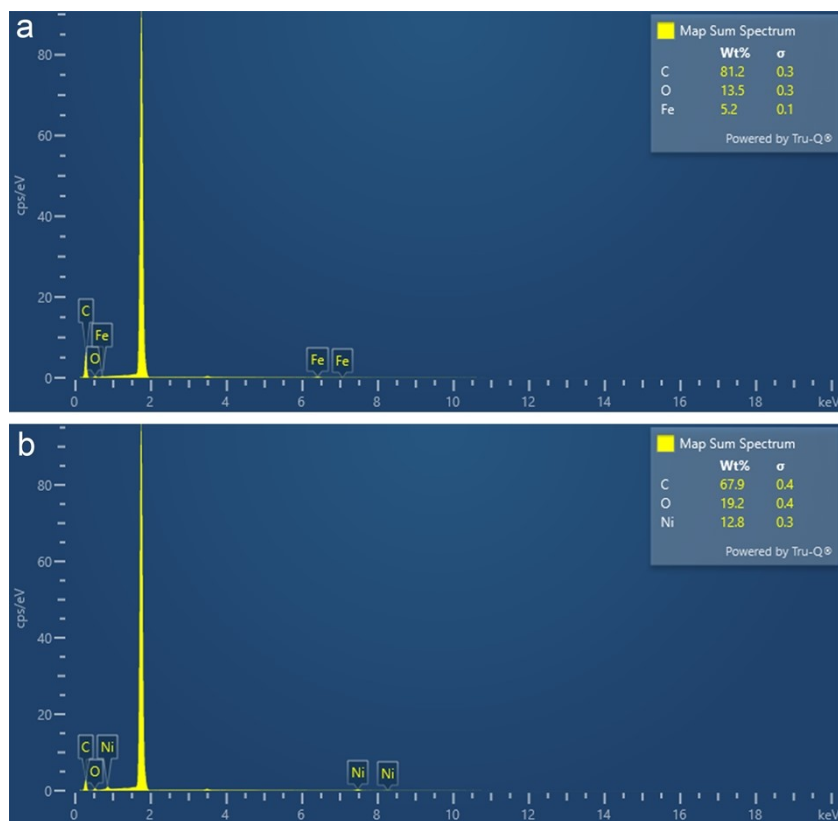 a
Map Sum Spectrum
Wt% σ
C 81.2 0.3
O 13.5 0.3
Fe 5.2 0.1
Powered by Tru-Q®
80
60
40
20
0
cps/eV
C
Fe
O
Fe Fe
0 2 4 6 8 10 12 14 16 18 keV
b
Map Sum Spectrum
Wt% σ
C 67.9 0.4
O 19.2 0.4
Ni 12.8 0.3
Powered by Tru-Q®
80
60
40
20
0
cps/eV
C Ni
O
Ni Ni
0 2 4 6 8 10 12 14 16 18 keV